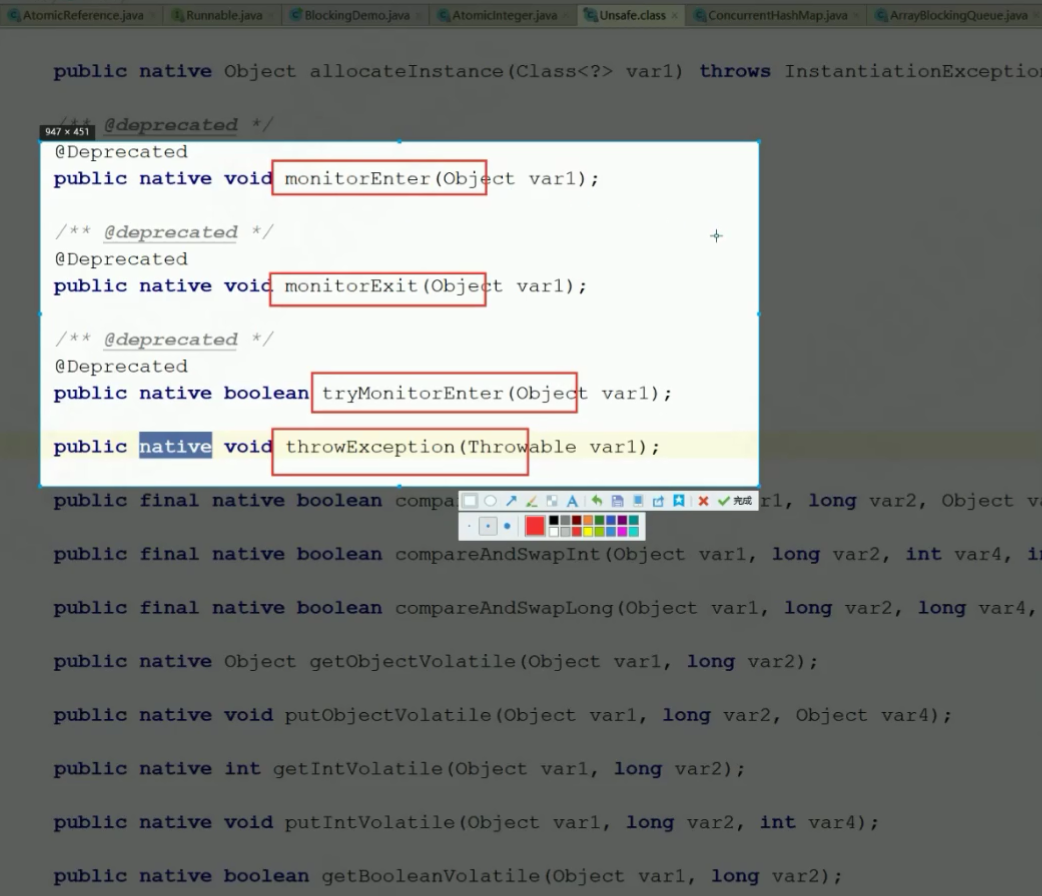 AtomicReference.java Runnable.java BlockingDemo.java AtomicInteger.java Unsafe.class ConcurrentHashMap.java ArrayBlockingQueue.java
public native Object allocateInstance(Class<?> var1) throws InstantiationExceptio
/** @deprecated */
947 × 451
@Deprecated
public native void monitorEnter(Object var1);
/** @deprecated */
@Deprecated
public native void monitorExit(Object var1);
/** @deprecated */
@Deprecated
public native boolean tryMonitorEnter(Object var1);
public native void throwException(Throwable var1);
public final native boolean compa r1, long var2, Object v
A 完成
public final native boolean compareAndSwapInt(Object var1, long var2, int var4, i
public final native boolean compareAndSwapLong(Object var1, long var2, long var4,
public native Object getObjectVolatile(Object var1, long var2);
public native void putObjectVolatile(Object var1, long var2, Object var4);
public native int getIntVolatile(Object var1, long var2);
public native void putIntVolatile(Object var1, long var2, int var4);
public native boolean getBooleanVolatile(Object var1, long var2);